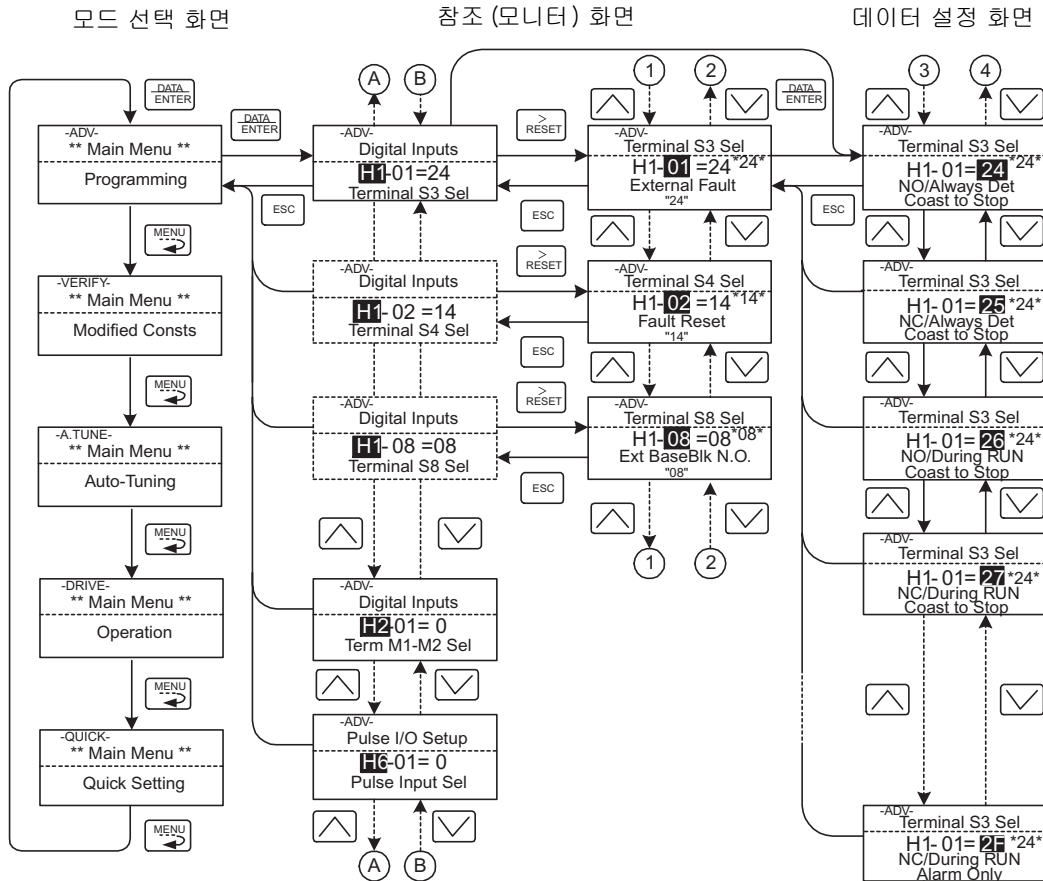 모드 선택 화면
참조 (모니터) 화면
데이터 설정 화면
DATA
ENTER
-ADV-
** Main Menu **
Programming
MENU
-VERIFY-
** Main Menu **
Modified Consts
MENU
-A.TUNE-
** Main Menu **
Auto-Tuning
MENU
-DRIVE-
** Main Menu **
Operation
MENU
-QUICK-
** Main Menu **
Quick Setting
MENU
DATA
ENTER
ESC
A
B
-ADV-
Digital Inputs
H1-01=24
Terminal S3 Sel
-ADV-
Digital Inputs
H1- 02 =14
Terminal S4 Sel
-ADV-
Digital Inputs
H1- 08 =08
Terminal S8 Sel
-ADV-
Digital Inputs
H2-01= 0
Term M1-M2 Sel
-ADV-
Pulse I/O Setup
H6-01= 0
Pulse Input Sel
A
B
>
RESET
ESC
>
RESET
ESC
>
RESET
ESC
1
2
-ADV-
Terminal S3 Sel
H1- 01 =24 *24*
External Fault
"24"
-ADV-
Terminal S4 Sel
H1- 02 =14 *14*
Fault Reset
"14"
-ADV-
Terminal S8 Sel
H1- 08 =08 *08*
Ext BaseBlk N.O.
"08"
1
2
DATA
ENTER
ESC
3
4
-ADV-
Terminal S3 Sel
H1- 01= 24 *24*
NO/Always Det
Coast to Stop
-ADV-
Terminal S3 Sel
H1- 01= 25 *24*
NC/Always Det
Coast to Stop
-ADV-
Terminal S3 Sel
H1- 01= 26 *24*
NO/During RUN
Coast to Stop
-ADV-
Terminal S3 Sel
H1- 01= 27 *24*
NC/During RUN
Coast to Stop
-ADV-
Terminal S3 Sel
H1- 01= 2F *24*
NC/During RUN
Alarm Only